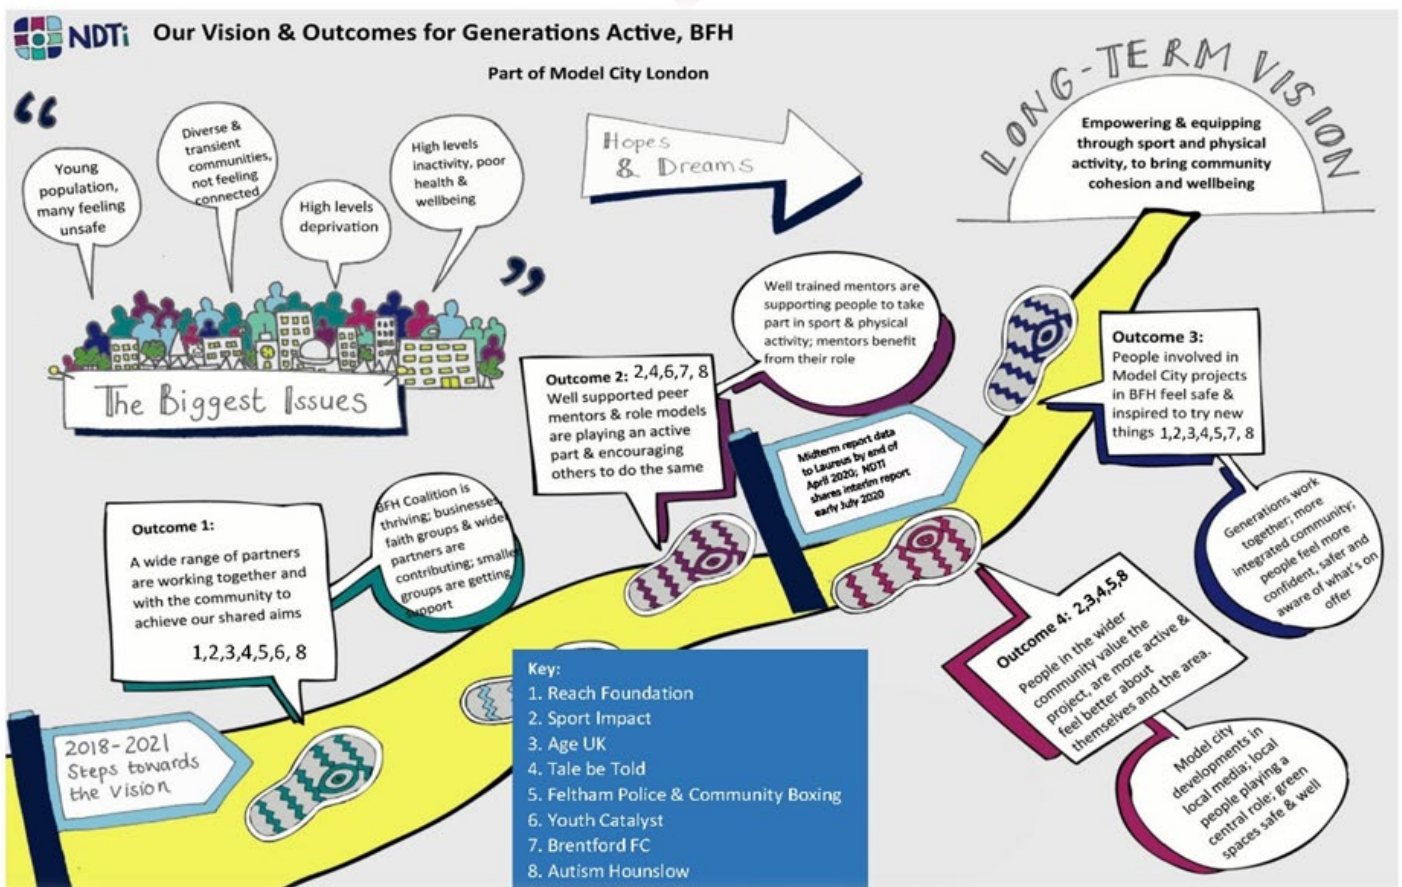 NDTi
Our Vision & Outcomes for Generations Active, BFH
Part of Model City London
“
Young
population,
many feeling
unsafe
Diverse &
transient
communities,
not feeling
connected
High levels
deprivation
High levels
inactivity, poor
health &
wellbeing
”
The Biggest Issues
Hopes
& Dreams
LONG-TERM VISION
Empowering & equipping
through sport and physical
activity, to bring community
cohesion and wellbeing
Outcome 1:
A wide range of partners
are working together and
with the community to
achieve our shared aims
1,2,3,4,5,6, 8
BFH Coalition is
thriving; businesses,
faith groups & wider
partners are
contributing; smaller
groups are getting
support
Outcome 2: 2,4,6,7, 8
Well supported peer
mentors & role models
are playing an active
part & encouraging
others to do the same
Well trained mentors are
supporting people to take
part in sport & physical
activity; mentors benefit
from their role
Midterm report data
to Laureus by end of
April 2020; NDTI
shares interim report
early July 2020
Outcome 3:
People involved in
Model City projects
in BFH feel safe &
inspired to try new
things 1,2,3,4,5,7, 8
Generations work
together; more
integrated community;
people feel more
confident, safer and
aware of what's on
offer
Outcome 4: 2,3,4,5,8
People in the wider
community value the
project, are more active &
feel better about
themselves and the area.
Model city
developments in
local media; local
people playing a
central role; green
spaces safe & well
2018-2021
Steps towards
the Vision
Key:
1. Reach Foundation
2. Sport Impact
3. Age UK
4. Tale be Told
5. Feltham Police & Community Boxing
6. Youth Catalyst
7. Brentford FC
8. Autism Hounslow